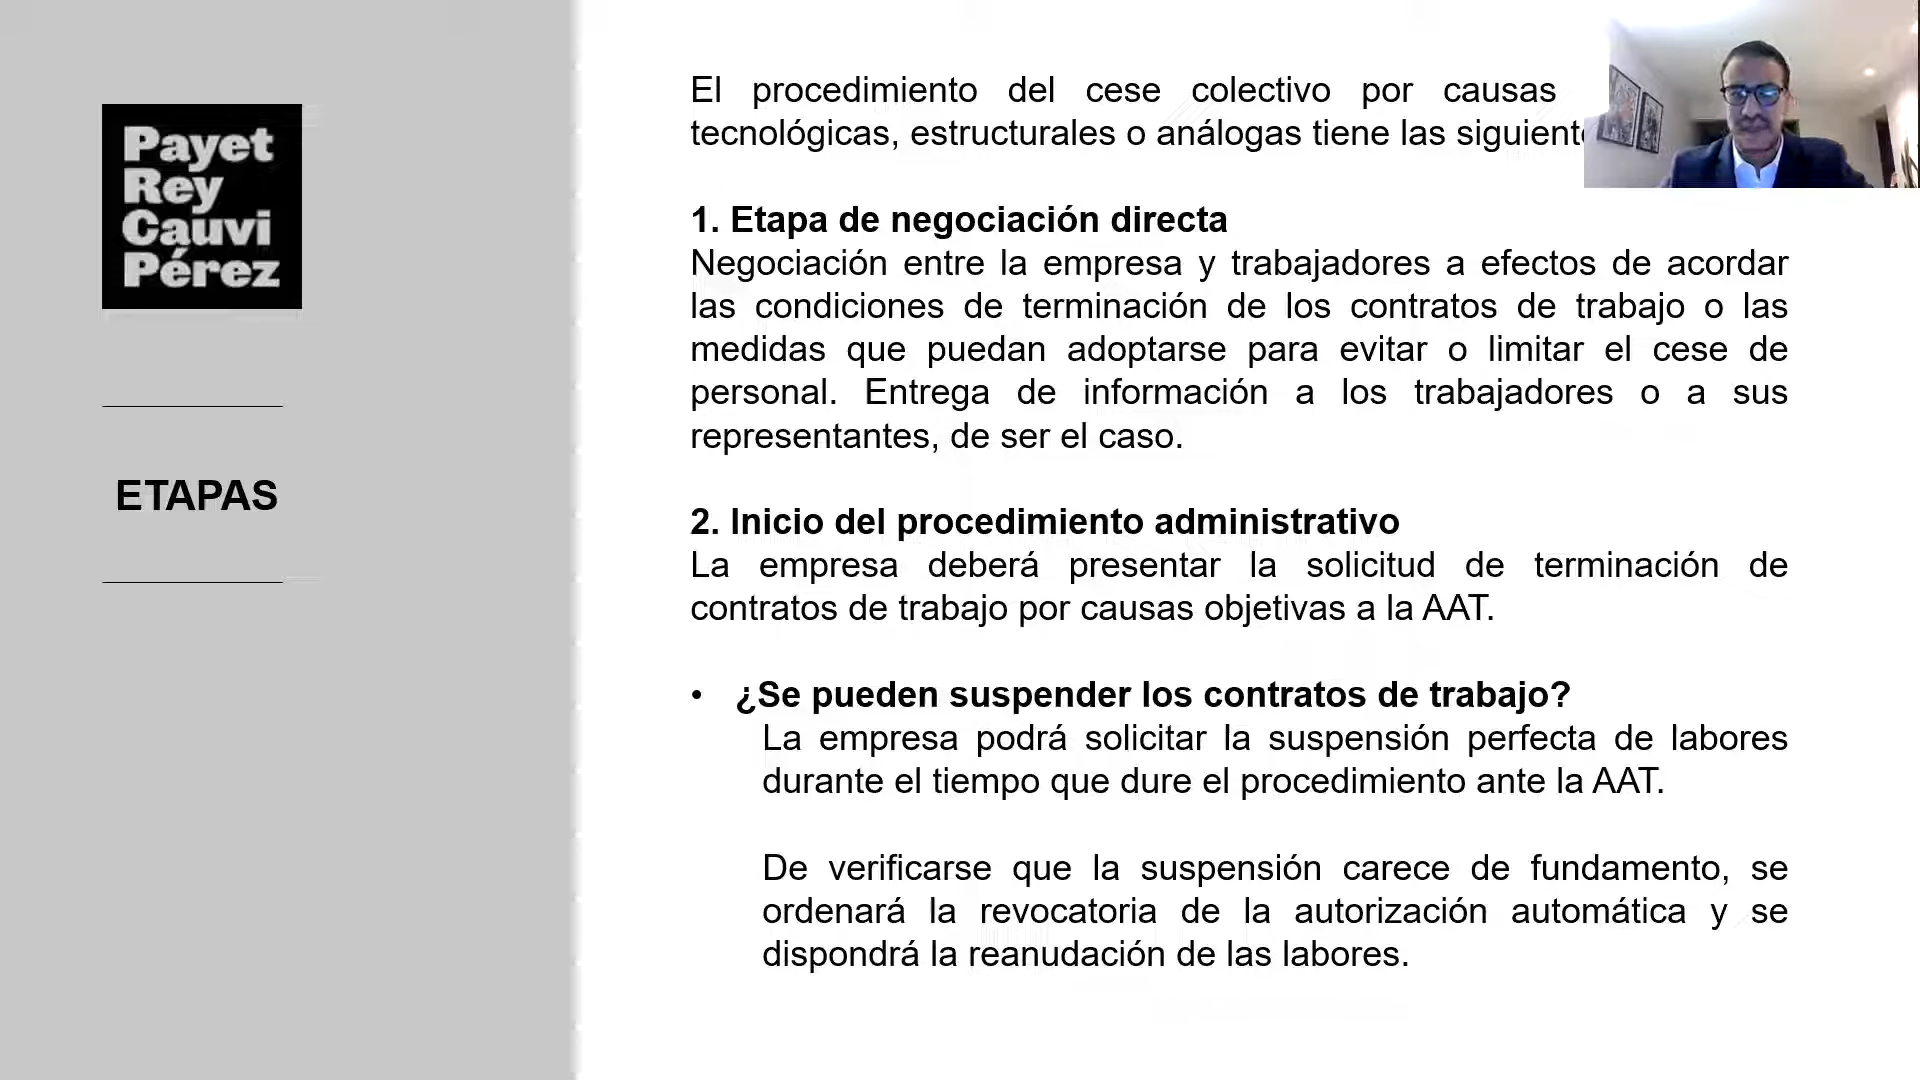 Payet
Rey
Cauvi
Pérez
ETAPAS
El procedimiento del cese colectivo por causas
tecnológicas, estructurales o análogas tiene las
1. Etapa de negociación directa
Negociación entre la empresa y trabajadores a efectos de acordar
las condiciones de terminación de los contratos de trabajo o las
medidas que puedan adoptarse para evitar o limitar el cese de
personal. Entrega de información a los trabajadores o a sus
representantes, de ser el caso.
2. Inicio del procedimiento administrativo
La empresa deberá presentar la solicitud de terminación de
contratos de trabajo por causas objetivas a la AAT.
• ¿Se pueden suspender los contratos de trabajo?
La empresa podrá solicitar la suspensión perfecta de labores
durante el tiempo que dure el procedimiento ante la AAT.
De verificarse que la suspensión carece de fundamento, se
ordenará la revocatoria de la autorización automática y se
dispondrá la reanudación de las labores.